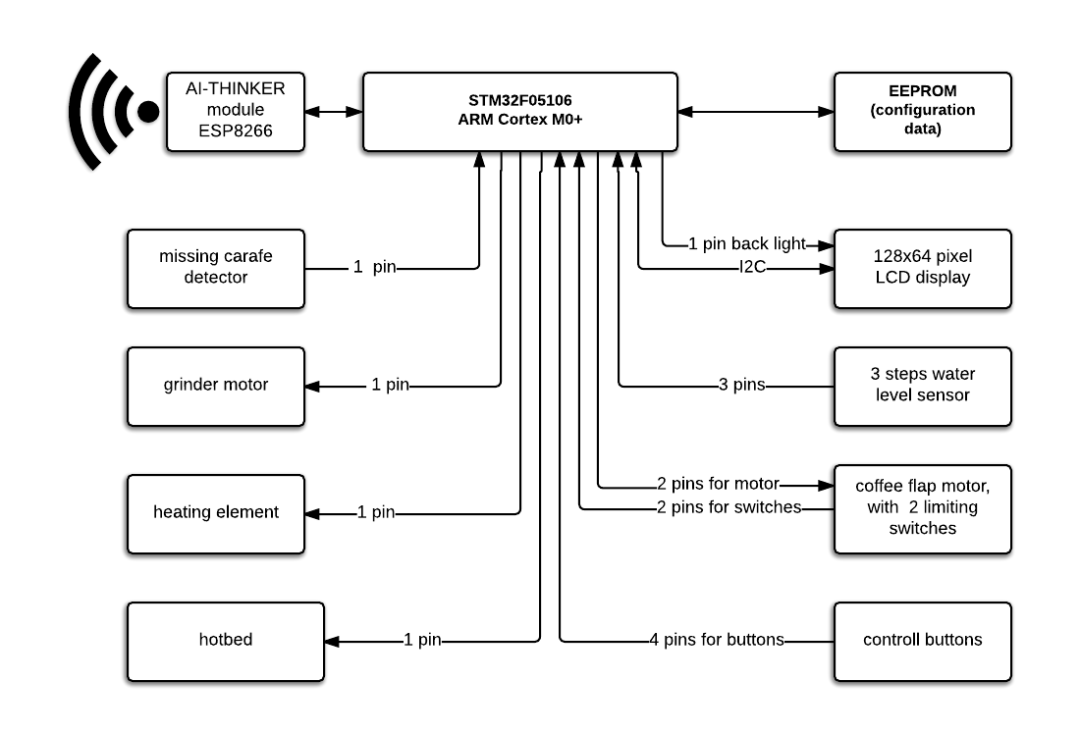 AI-THINKER
module
ESP8266
STM32F05106
ARM Cortex M0+
EEPROM
(configuration
data)
missing carafe
detector
1 pin
1 pin back light
I2C
128x64 pixel
LCD display
grinder motor
1 pin
3 pins
3 steps water
level sensor
heating element
1 pin
2 pins for motor
2 pins for switches
coffee flap motor,
with 2 limiting
switches
hotbed
1 pin
4 pins for buttons
controll buttons